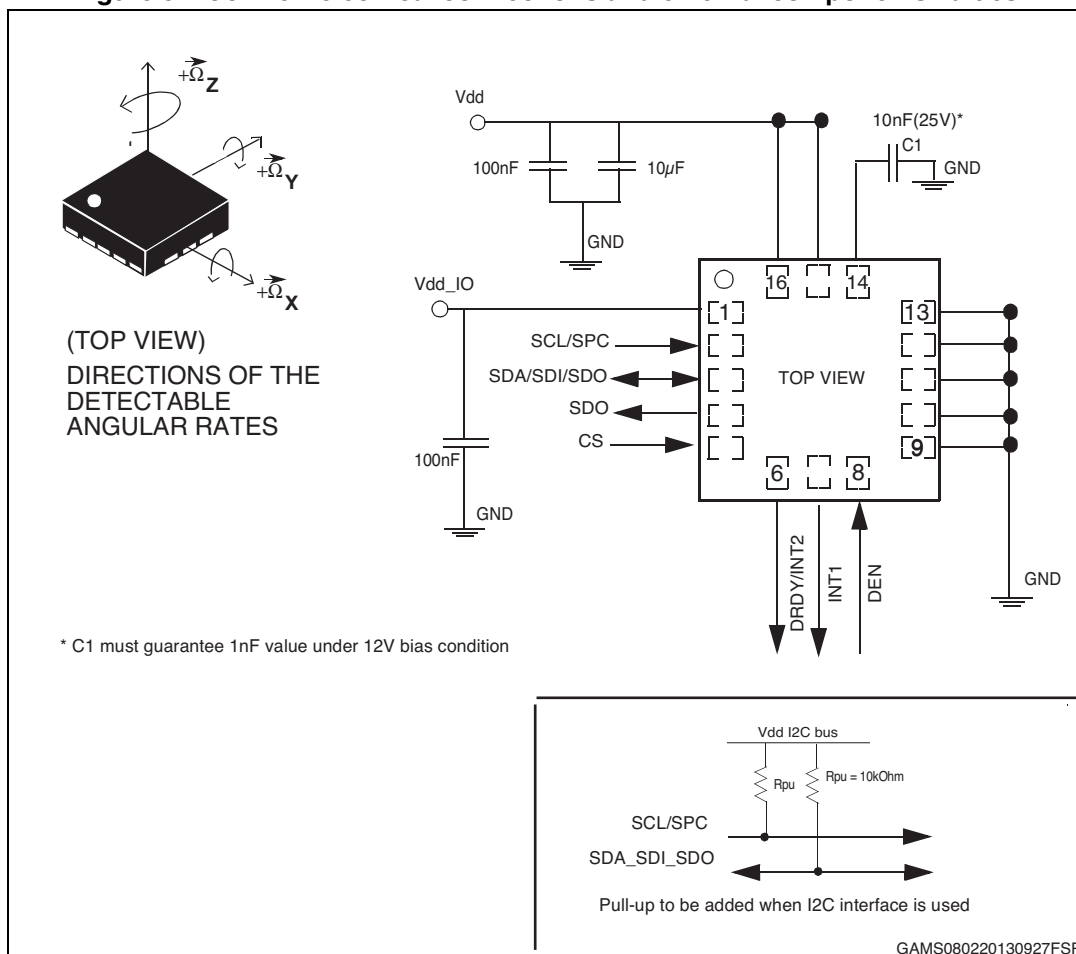 +Ω Z
+Ω Y
+Ω X
(TOP VIEW)
DIRECTIONS OF THE
DETECTABLE
ANGULAR RATES
Vdd
100nF
10µF
GND
10nF(25V)*
C1
GND
Vdd_IO
100nF
GND
SCL/SPC
SDA/SDI/SDO
SDO
CS
16
14
1
13
TOP VIEW
9
6
8
DRDY/INT2
INT1
DEN
GND
* C1 must guarantee 1nF value under 12V bias condition
Vdd I2C bus
Rpu
Rpu = 10kOhm
SCL/SPC
SDA_SDI_SDO
Pull-up to be added when I2C interface is used